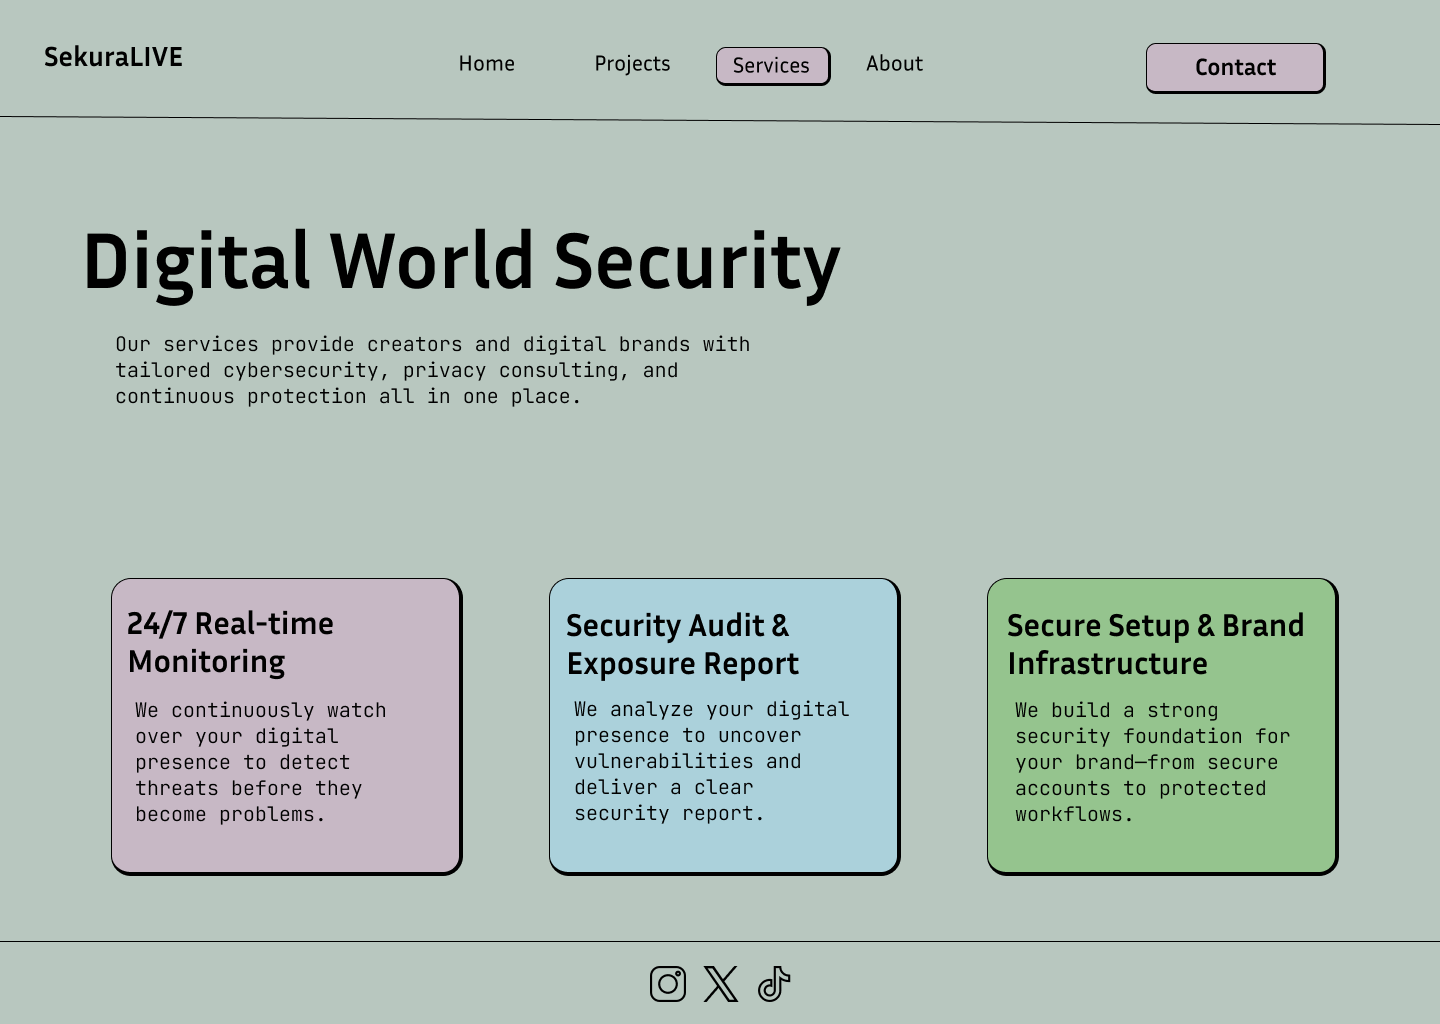 SekuraLIVE
Home
Projects
Services
About
Contact
Digital World Security
Our services provide creators and digital brands with
tailored cybersecurity, privacy consulting, and
continuous protection all in one place.
24/7 Real-time
Monitoring
We continuously watch
over your digital
presence to detect
threats before they
become problems.
Security Audit &
Exposure Report
We analyze your digital
presence to uncover
vulnerabilities and
deliver a clear
security report.
Secure Setup & Brand
Infrastructure
We build a strong
security foundation for
your brand—from secure
accounts to protected
workflows.